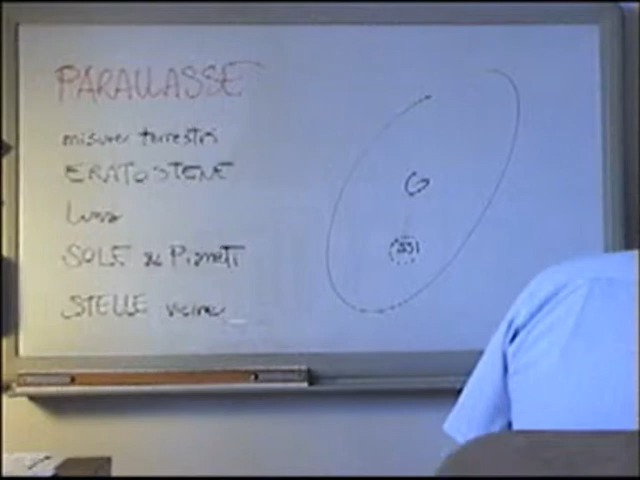 PARALLASSE
misure terrestri
ERATOSTENE
Luna
SOLE e Pianeti
STELLE vicine
G